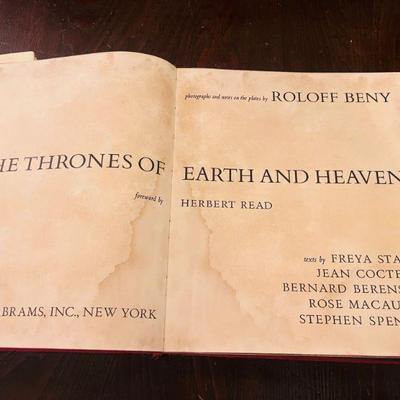 photographs and notes on the plates by ROLOFF BENY
HE THRONES OF EARTH AND HEAVEN
foreword by HERBERT READ
texts by FREYA STA
JEAN COCTE
BERNARD BERENS
ROSE MACAU
STEPHEN SPEN
BRAMS, INC., NEW YORK